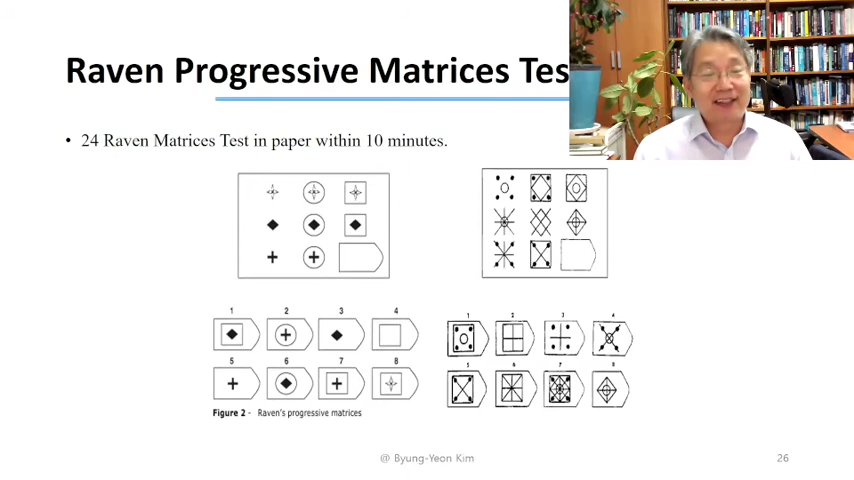 Raven Progressive Matrices Tes
• 24 Raven Matrices Test in paper within 10 minutes.
1 2 3 4
5 6 7 8
1 2 3 4
5 6 7 8
Figure 2 - Raven's progressive matrices
@ Byung-Yeon Kim
26